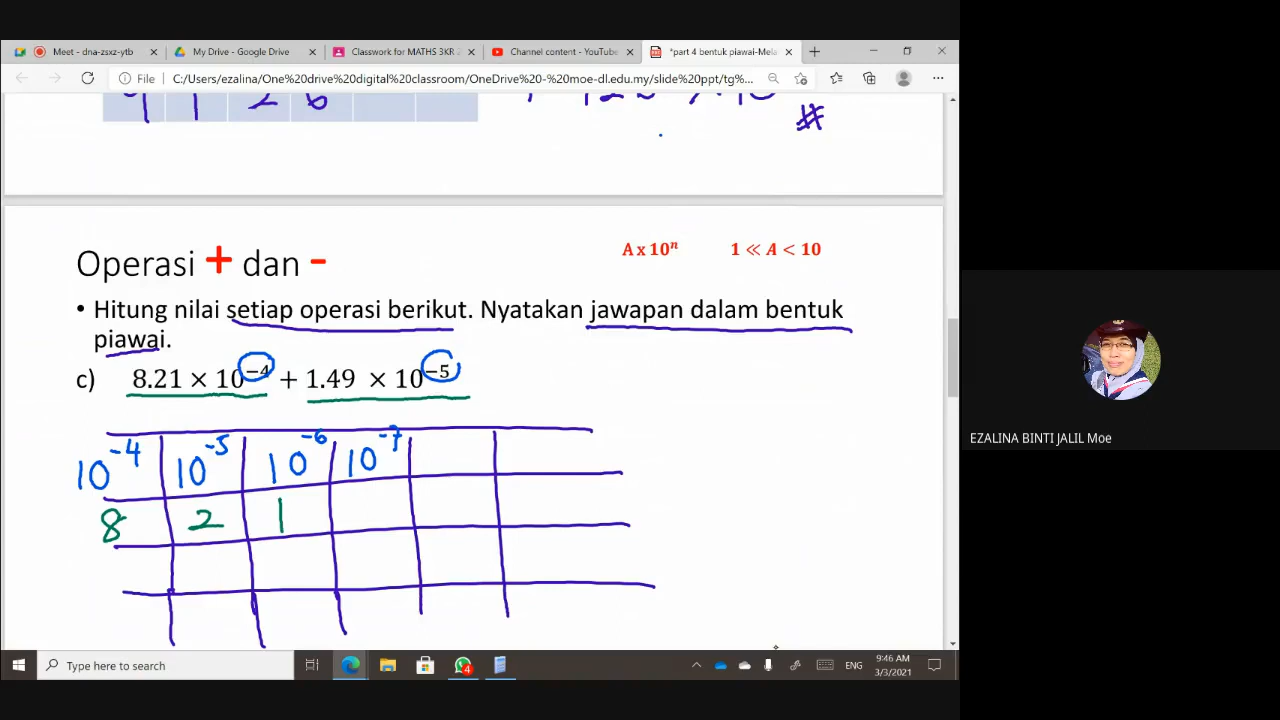 Meet - dna-zsxz-ytb
My Drive - Google Drive
Classwork for MATHS 3KR
Channel content - YouTube
*part 4 bentuk piawai-Mela
File
C:/Users/ezalina/One%20drive%20digital%20classroom/OneDrive%20-%20moe-dl.edu.my/slide%20ppt/tg%...
Operasi + dan -
A x 10ⁿ 1 ≪ A < 10
• Hitung nilai setiap operasi berikut. Nyatakan jawapan dalam bentuk
piawai.
c) 8.21 × 10⁻⁴ + 1.49 × 10⁻⁵
10⁻⁴ 10⁻⁵ 10⁻⁶ 10⁻⁷
8 2 1
EZALINA BINTI JALIL Moe
Type here to search
4
ENG
9:46 AM
3/3/2021